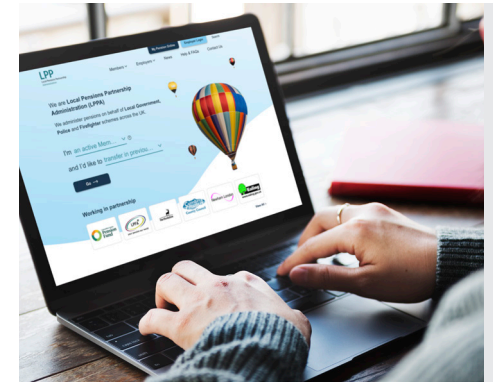 My Pension Online
LPP
Members
Employers
News
Help & FAQs
Contact Us
We are Local Pensions Partnership
Administration (LPPA)
We administer pensions on behalf of Local Government,
Police and Firefighter schemes across the UK.
I'm an active Mem...
and I'd like to transfer in previou...
Go
Working in partnership